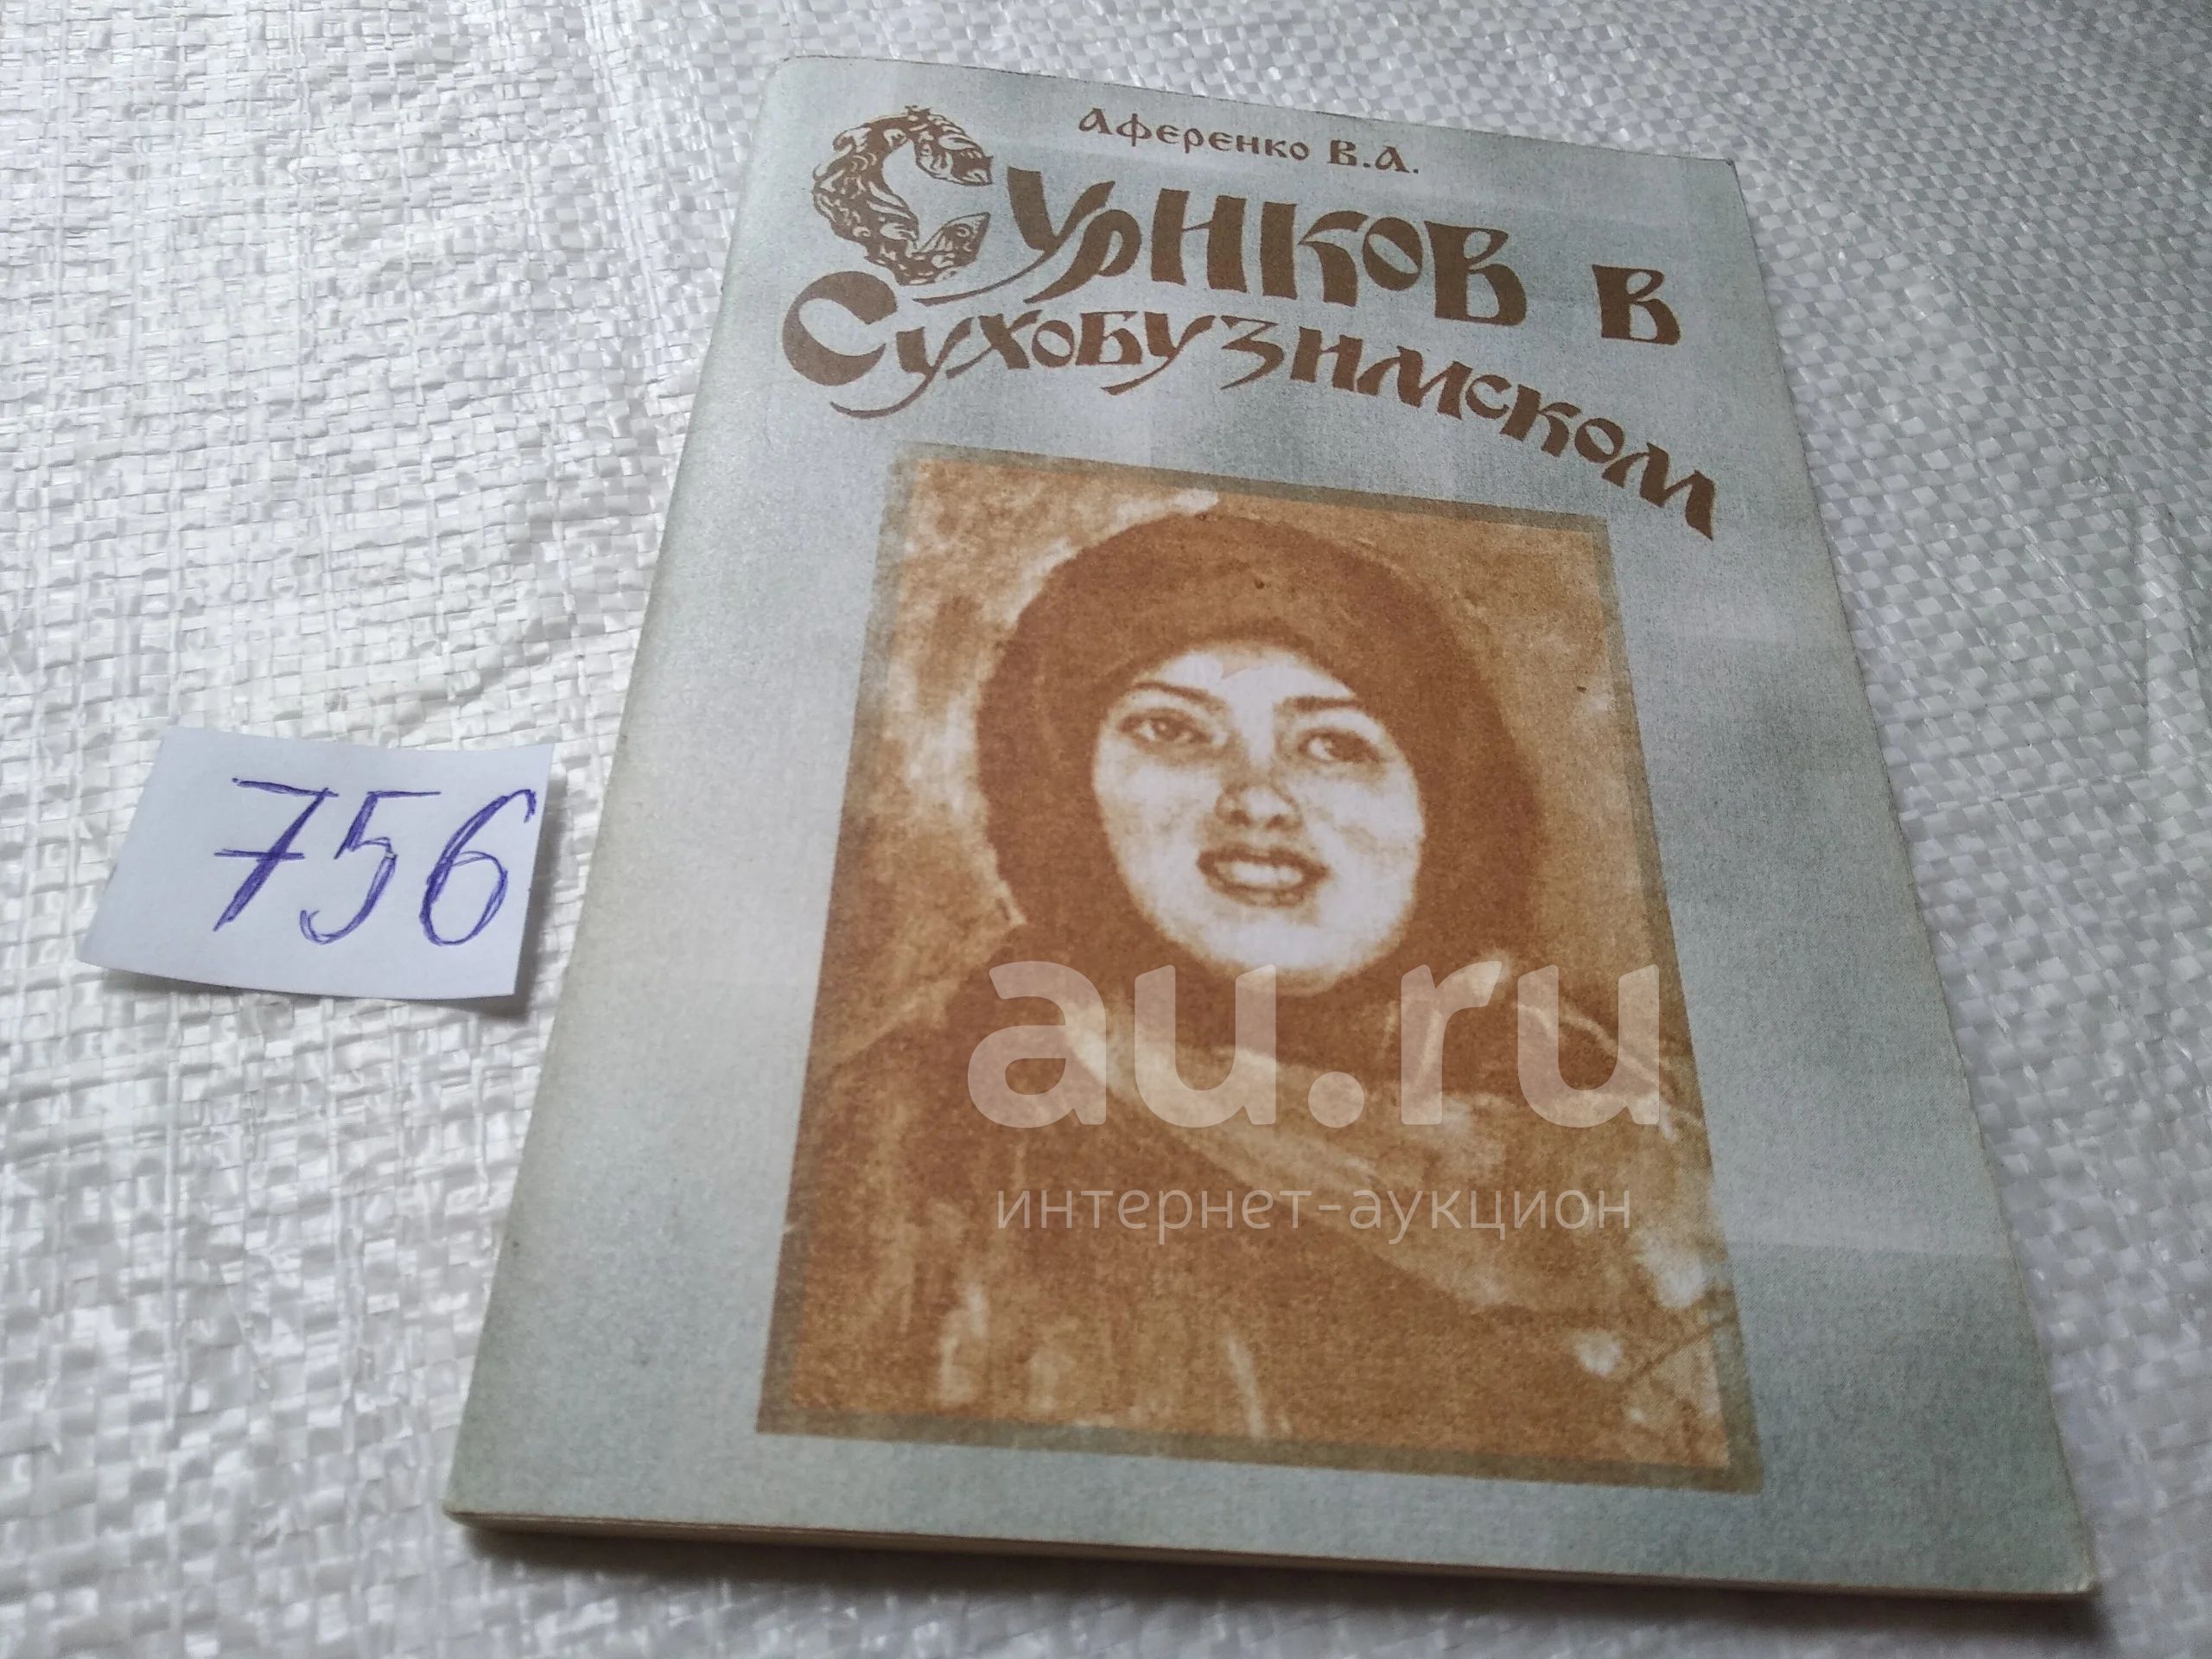 Аференко В.А.
Суриков в
Сухобузимском
756
au.ru
интернет-аукцион